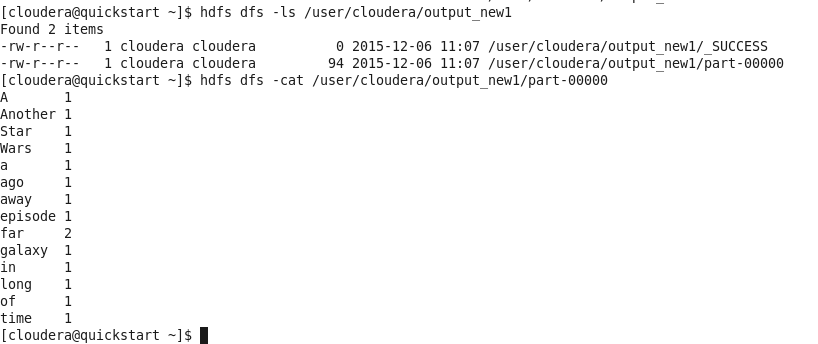 [cloudera@quickstart ~]$ hdfs dfs -ls /user/cloudera/output_new1
Found 2 items
-rw-r--r--   1 cloudera cloudera          0 2015-12-06 11:07 /user/cloudera/output_new1/_SUCCESS
-rw-r--r--   1 cloudera cloudera         94 2015-12-06 11:07 /user/cloudera/output_new1/part-00000
[cloudera@quickstart ~]$ hdfs dfs -cat /user/cloudera/output_new1/part-00000
A       1
Another 1
Star    1
Wars    1
a       1
ago     1
away    1
episode 1
far     2
galaxy  1
in      1
long    1
of      1
time    1
[cloudera@quickstart ~]$